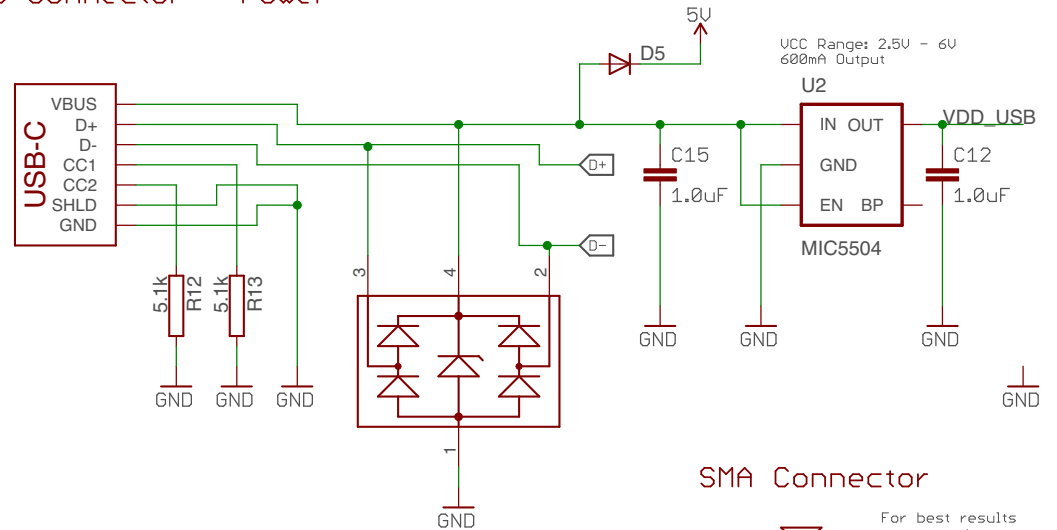 Power
5V
D5
VCC Range: 2.5V - 6V
600mA Output
U2
USB-C
VBUS
D+
D-
CC1
CC2
SHLD
GND
D+
D-
C15
1.0uF
IN OUT
GND
EN BP
MIC5504
VDD_USB
C12
1.0uF
5.1k
R12
5.1k
R13
3
4
2
1
GND
GND
GND
GND
GND
GND
GND
GND
SMA Connector
For best results